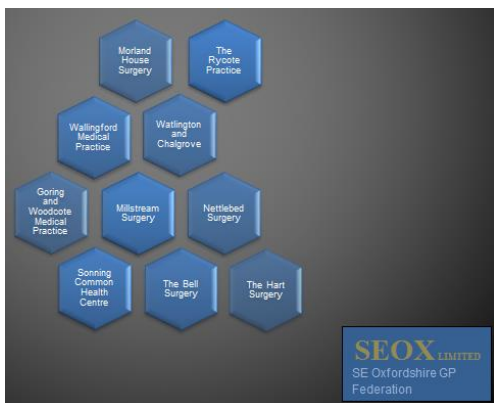 Morland
House
Surgery
The
Rycote
Practice
Wallingford
Medical
Practice
Watlington
and
Chalgrove
Goring
and
Woodcote
Medical
Practice
Millstream
Surgery
Nettlebed
Surgery
Sonning
Common
Health
Centre
The Bell
Surgery
The Hart
Surgery
SEOX LIMITED
SE Oxfordshire GP
Federation